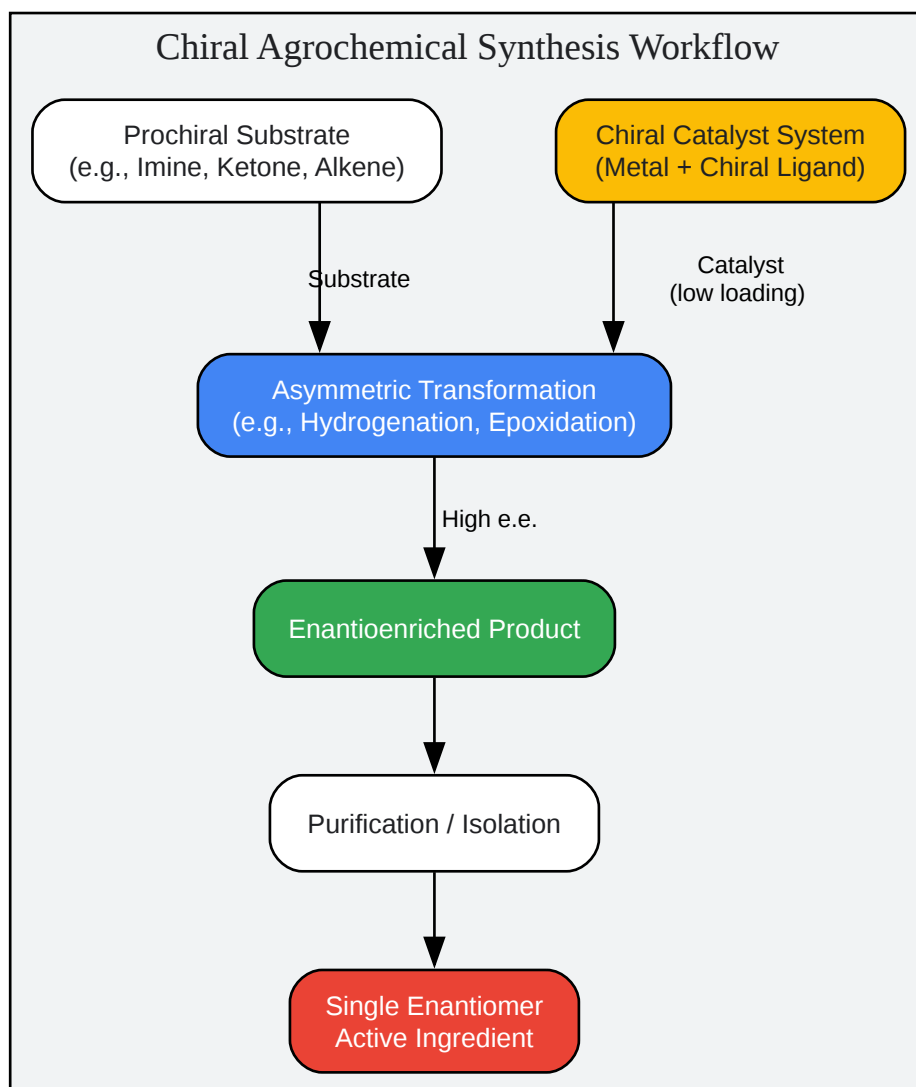 Chiral Agrochemical Synthesis Workflow
Prochiral Substrate
(e.g., Imine, Ketone, Alkene)
Chiral Catalyst System
(Metal + Chiral Ligand)
Substrate
Catalyst
(low loading)
Asymmetric Transformation
(e.g., Hydrogenation, Epoxidation)
High e.e.
Enantioenriched Product
Purification / Isolation
Single Enantiomer
Active Ingredient